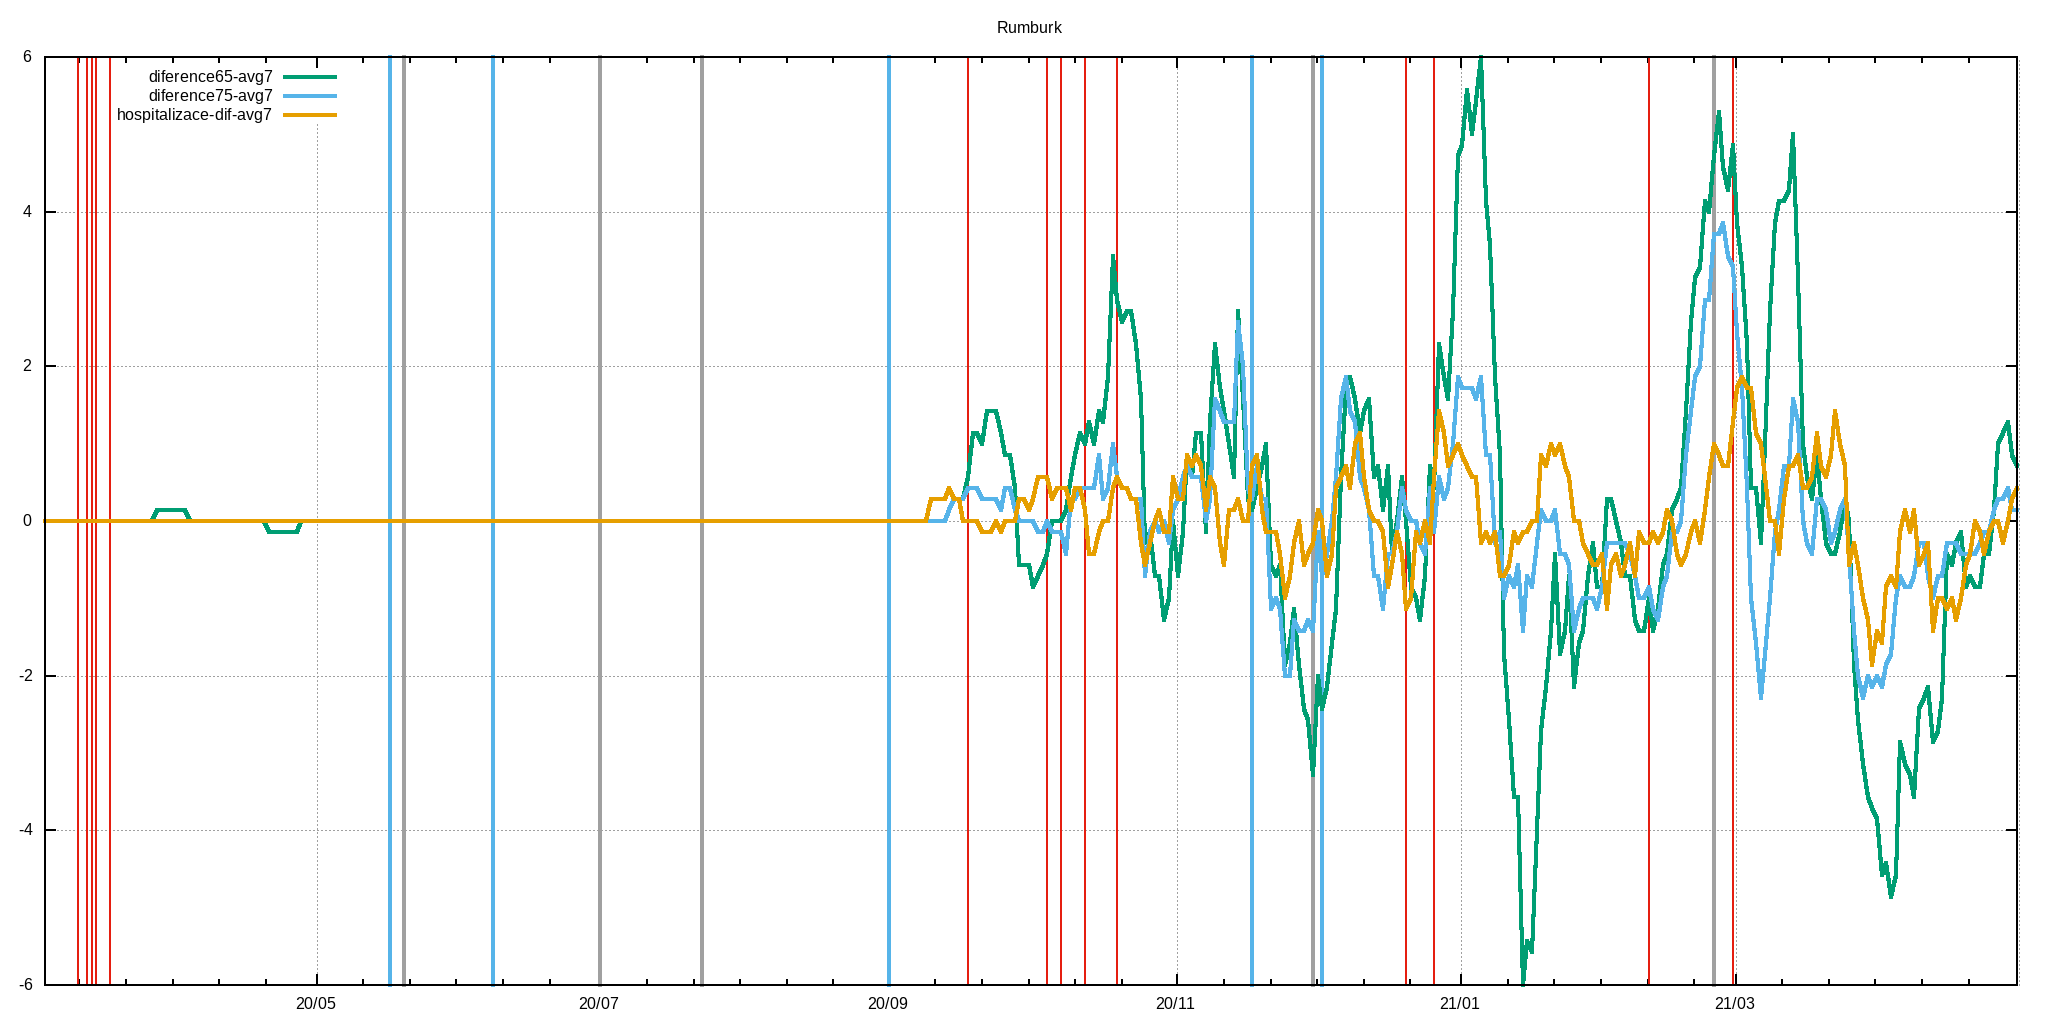 Rumburk
6
diference65-avg7
diference75-avg7
hospitalizace-dif-avg7
4
2
0
-2
-4
-6
20/05 20/07 20/09 20/11 21/01 21/03